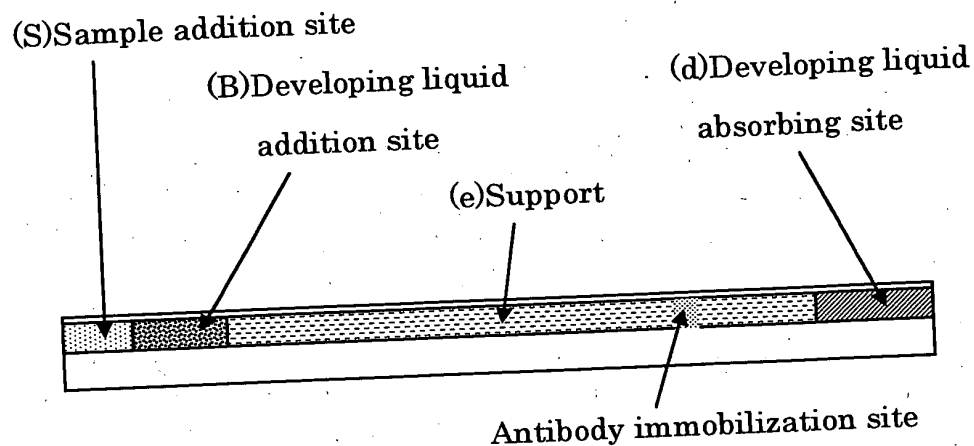 (S)Sample addition site
(B)Developing liquid
addition site
(d)Developing liquid
absorbing site
(e)Support
Antibody immobilization site